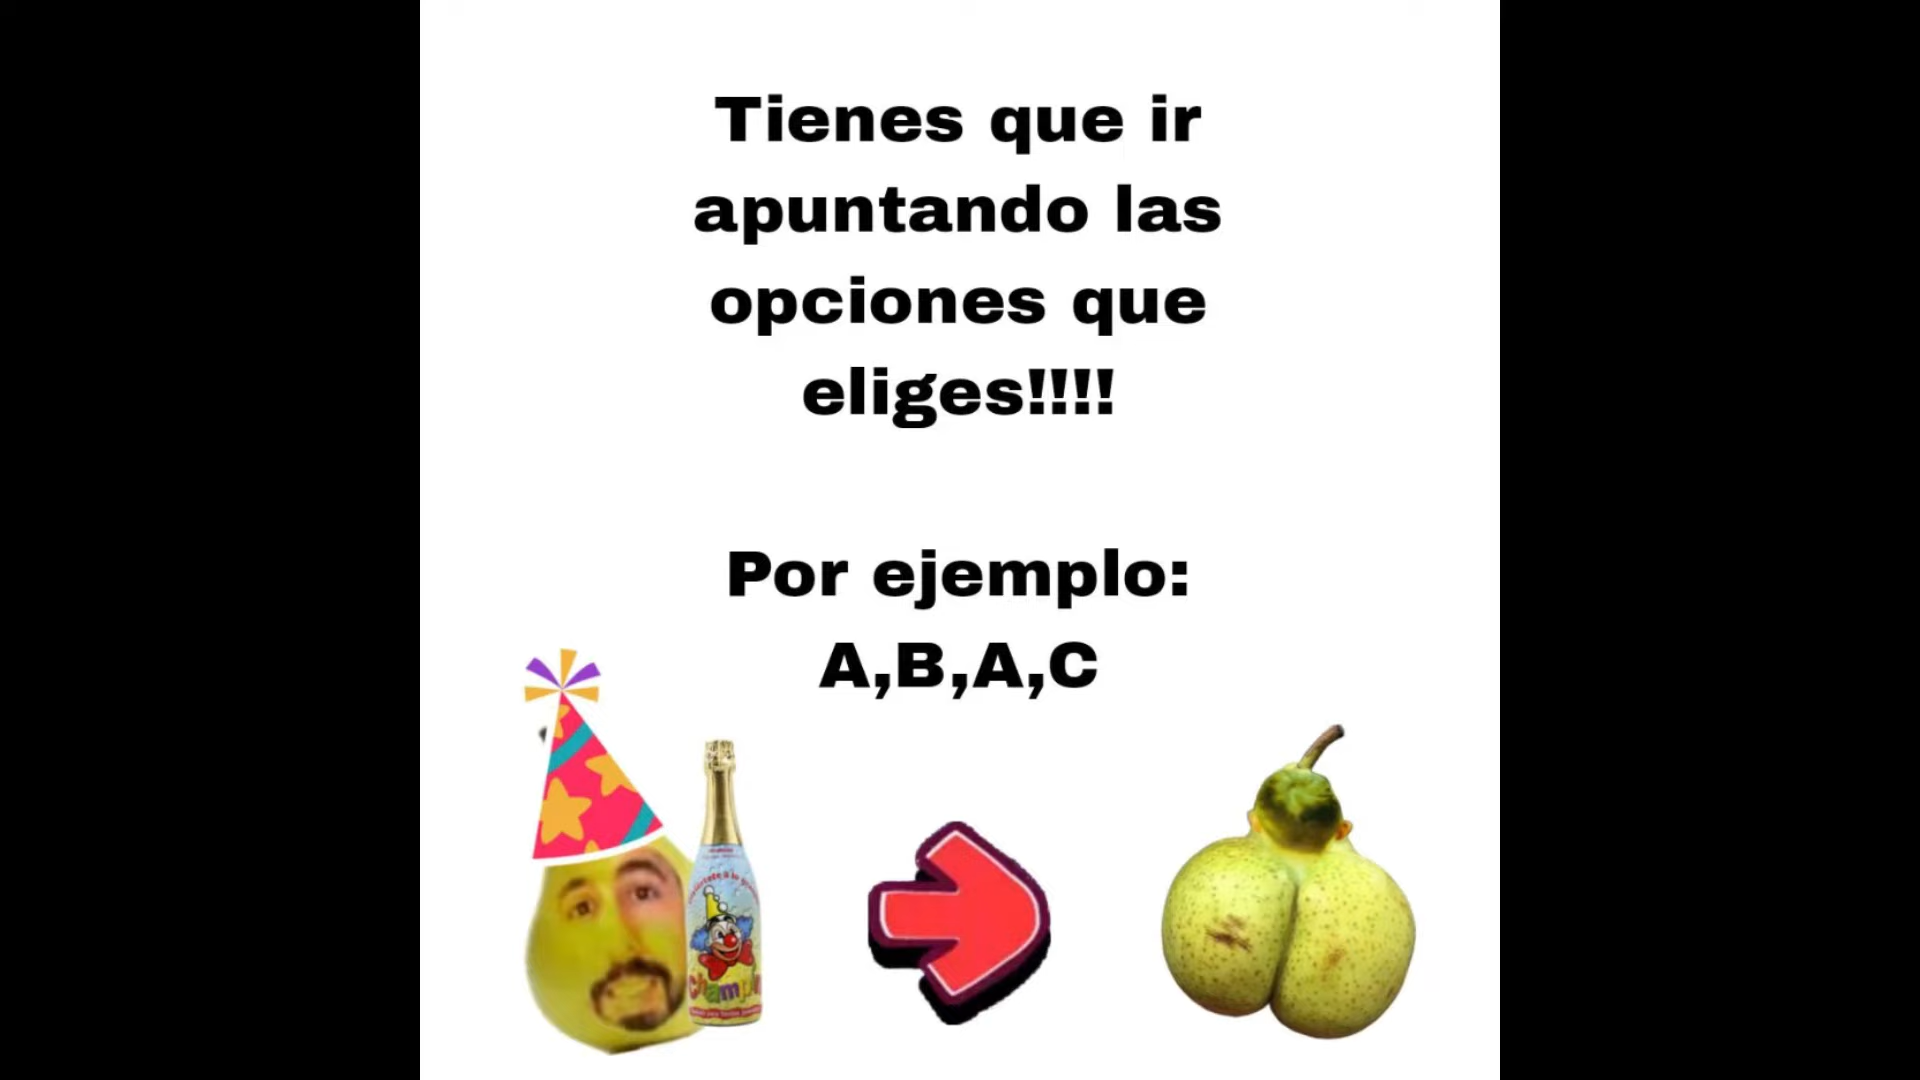 Tienes que ir
apuntando las
opciones que
eliges!!!!
Por ejemplo:
A,B,A,C